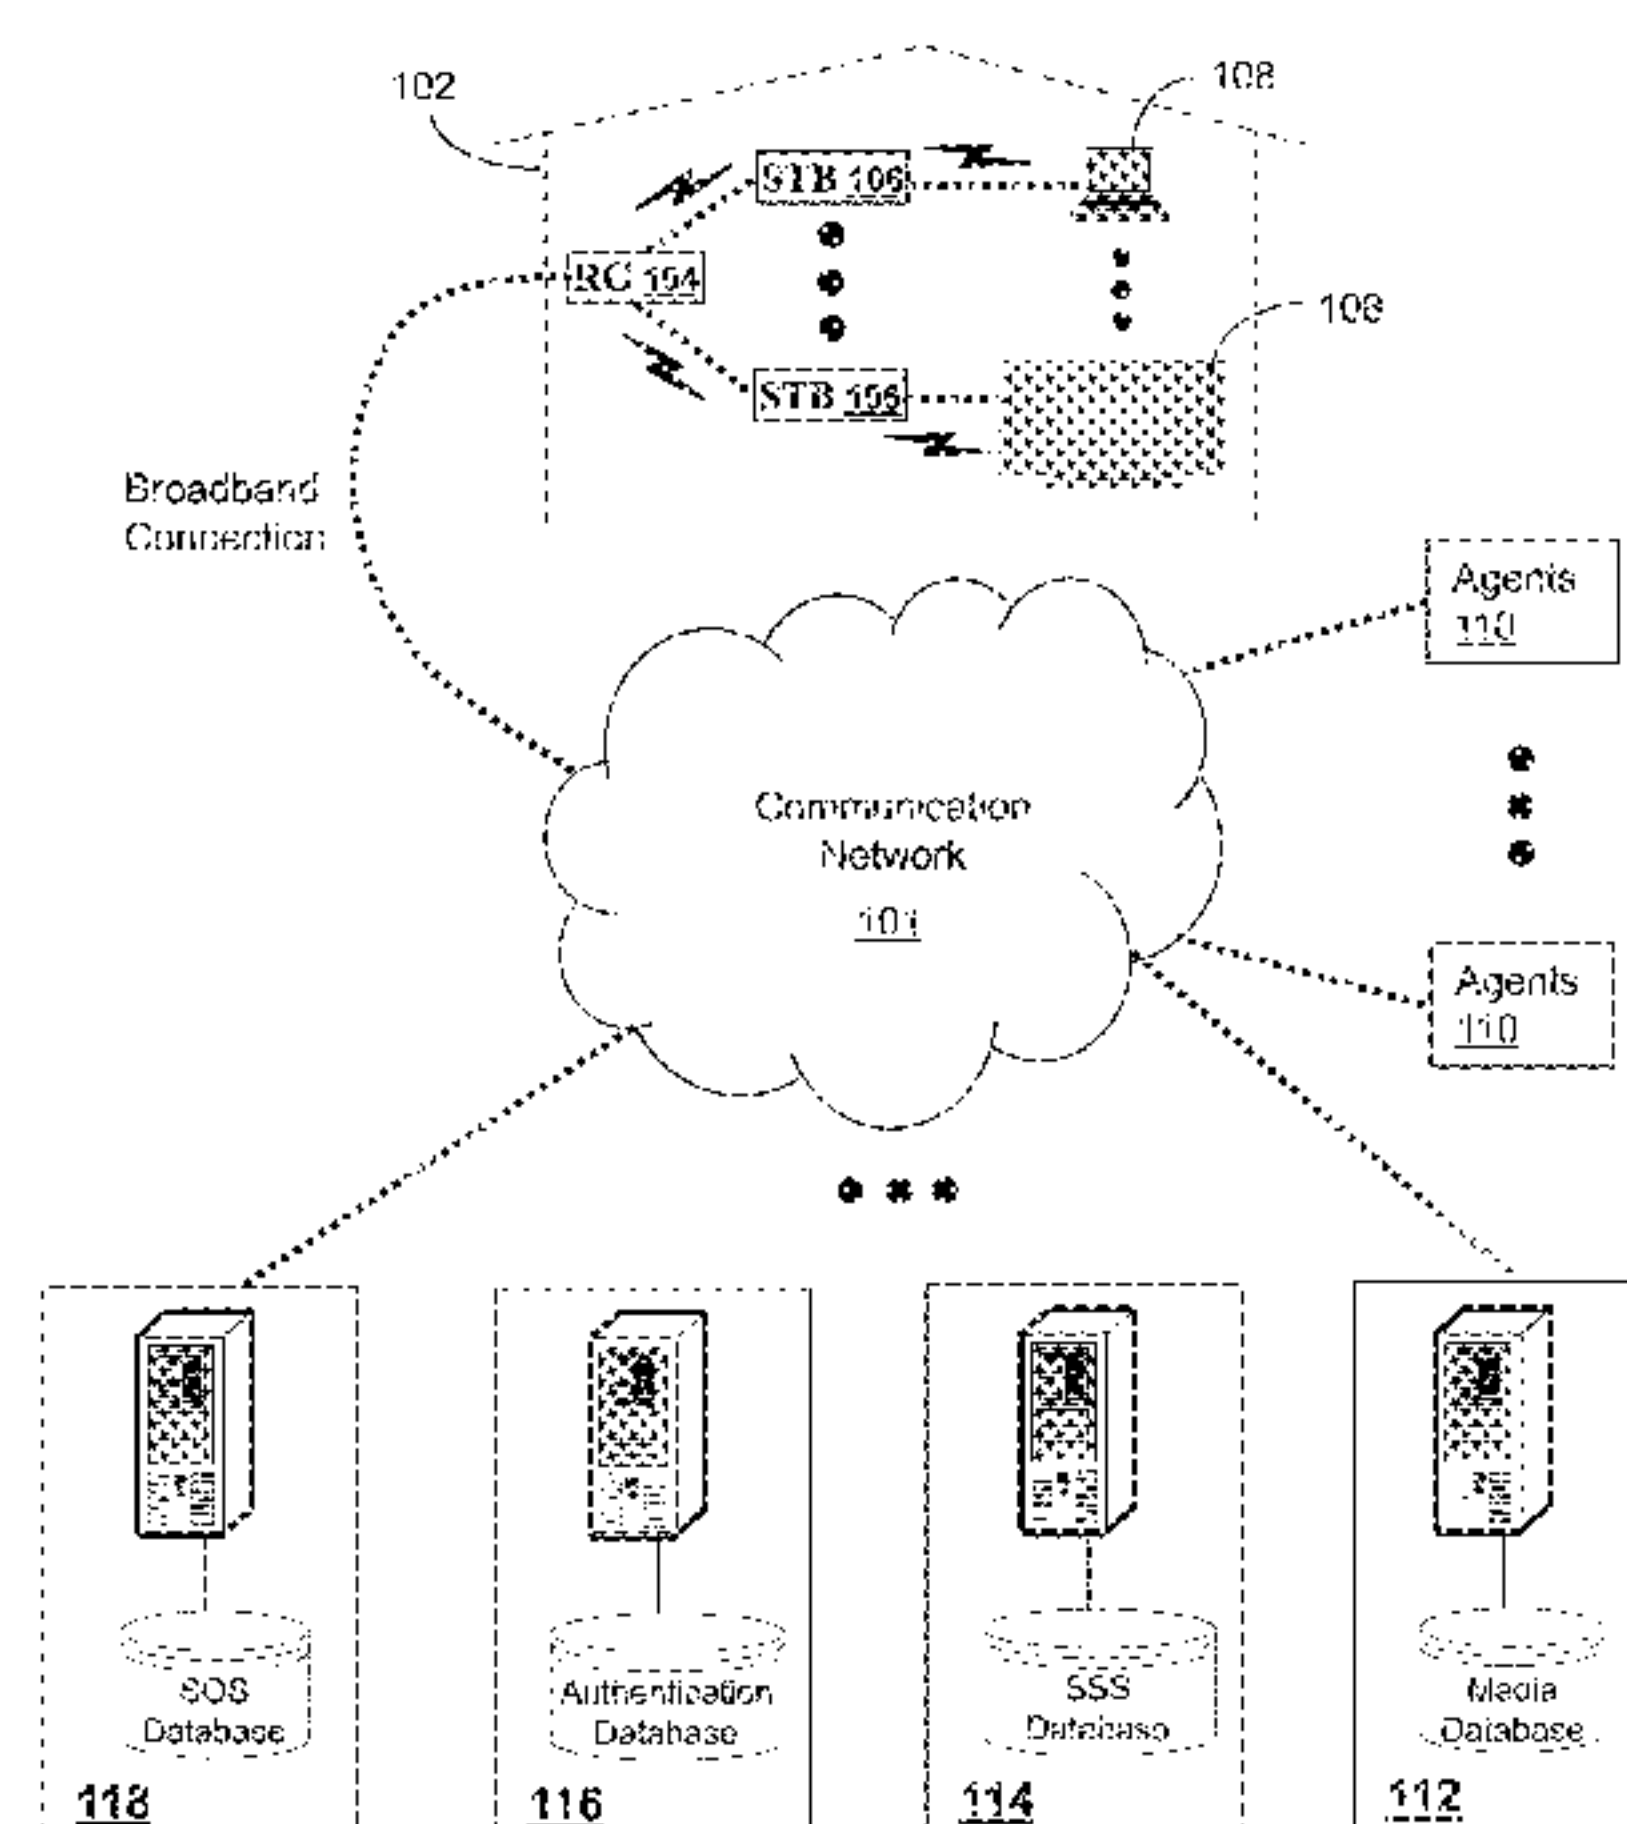 102
108
STB 106
RG 104
108
STB 106
Broadband
Connection
Agents
110
Communication
Network
101
Agents
110
SOS
Database
Authentication
Database
SSS
Database
Media
Database
118
116
114
112